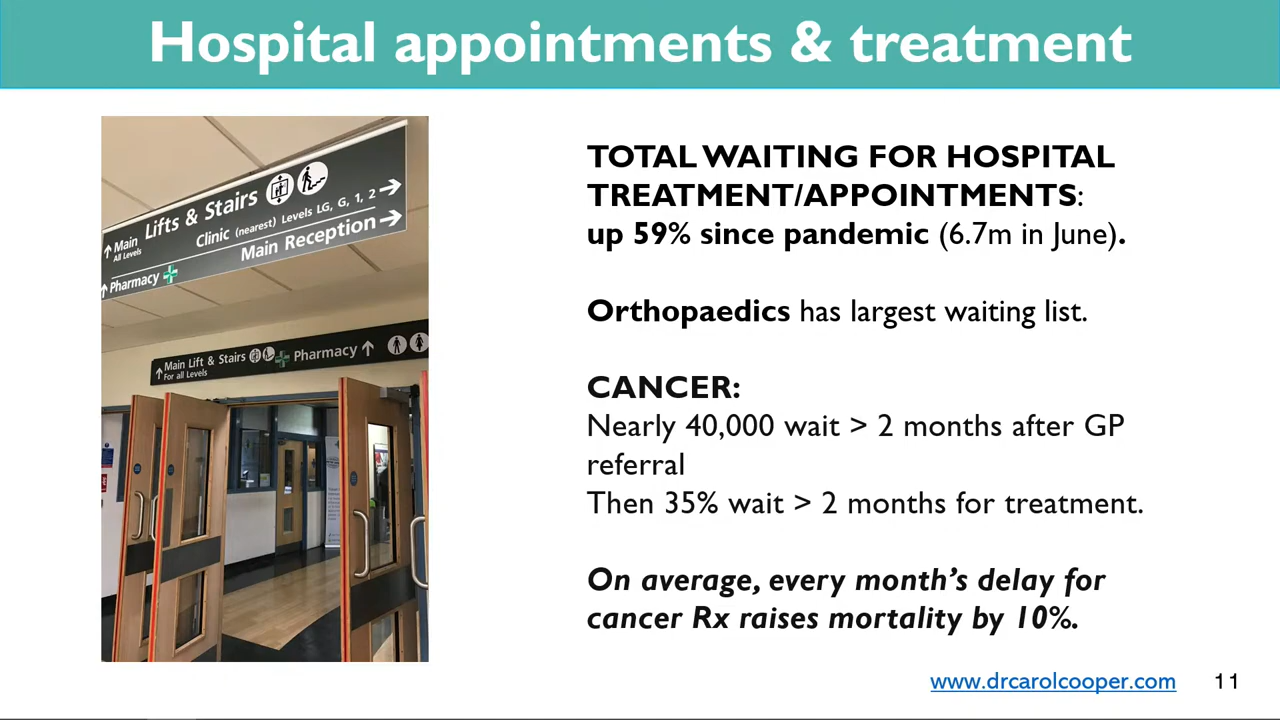 Hospital appointments & treatment
Lifts & Stairs
Main
All Levels
Clinic (nearest) Levels LG, G, 1, 2
Main Reception
Pharmacy
Main Lift & Stairs
For all Levels
Pharmacy
TOTAL WAITING FOR HOSPITAL
TREATMENT/APPOINTMENTS:
up 59% since pandemic (6.7m in June).
Orthopaedics has largest waiting list.
CANCER:
Nearly 40,000 wait > 2 months after GP
referral
Then 35% wait > 2 months for treatment.
On average, every month’s delay for
cancer Rx raises mortality by 10%.
www.drcarolcooper.com
11